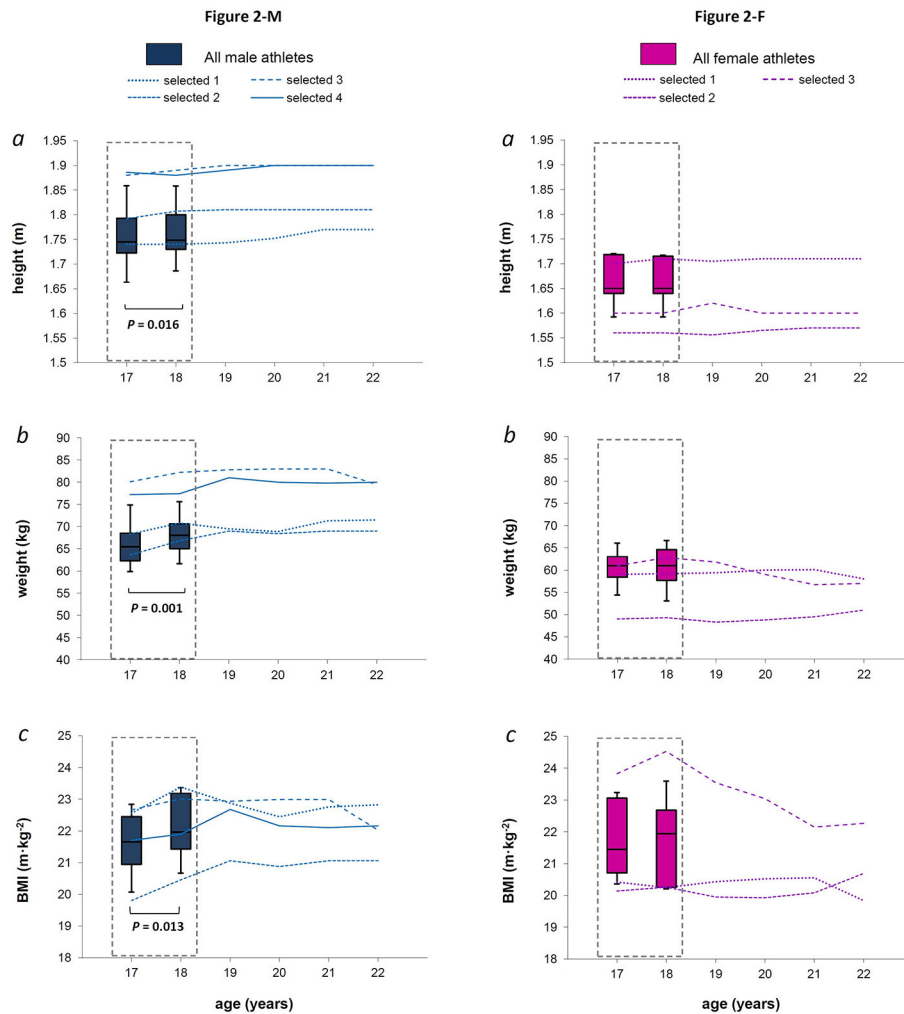 Figure 2-M
All male athletes
selected 1
selected 3
selected 2
selected 4
a
1.95
1.9
1.85
1.8
1.75
1.7
1.65
1.6
1.55
1.5
height (m)
P = 0.016
17 18 19 20 21 22
b
90
85
80
75
70
65
60
55
50
45
40
weight (kg)
P = 0.001
17 18 19 20 21 22
c
25
24
23
22
21
20
19
18
BMI (m·kg-2)
P = 0.013
17 18 19 20 21 22
age (years)
Figure 2-F
All female athletes
selected 1
selected 3
selected 2
a
1.95
1.9
1.85
1.8
1.75
1.7
1.65
1.6
1.55
1.5
height (m)
17 18 19 20 21 22
b
90
85
80
75
70
65
60
55
50
45
40
weight (kg)
17 18 19 20 21 22
c
25
24
23
22
21
20
19
18
BMI (m·kg-2)
17 18 19 20 21 22
age (years)